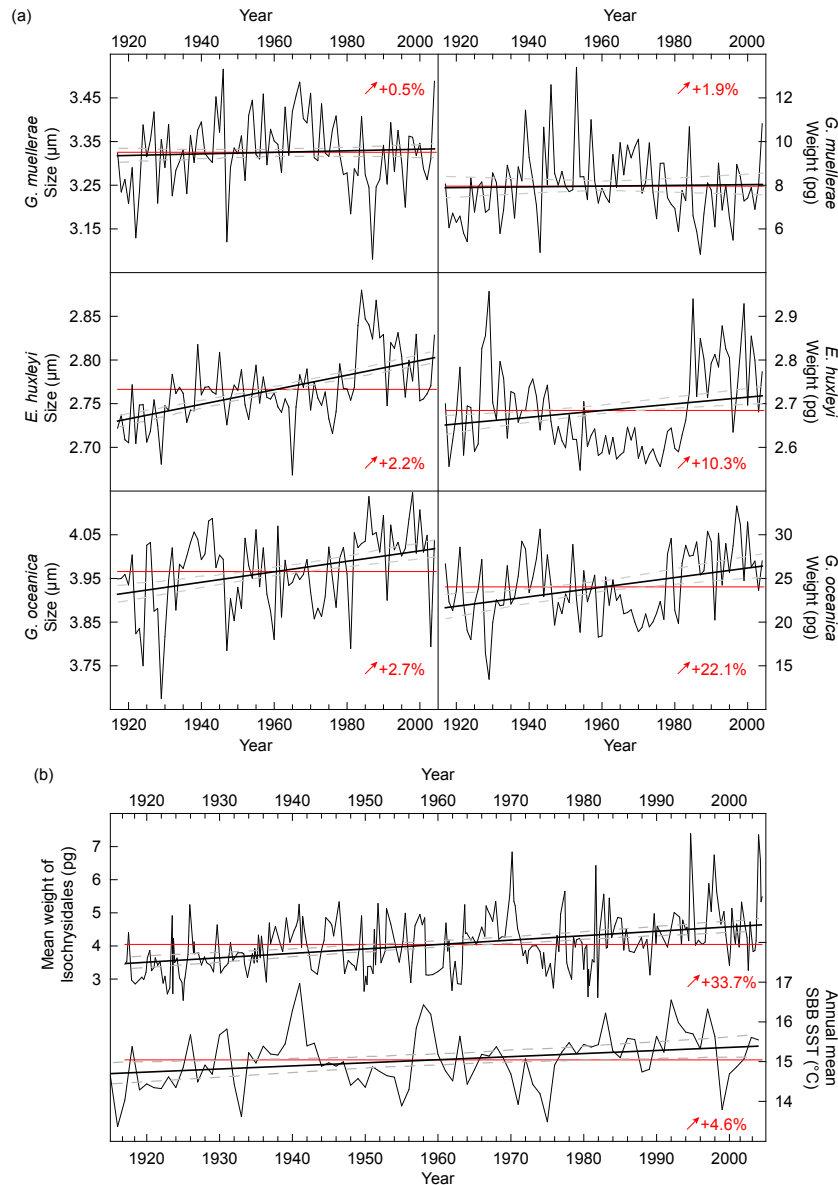 (a)
Year
1920 1940 1960 1980 2000 1920 1940 1960 1980 2000
G. muellerae
Size (µm)
3.45
3.35
3.25
3.15
↗+0.5%
↗+1.9%
12
10
8
6
G. muellerae
Weight (pg)
E. huxleyi
Size (µm)
2.85
2.80
2.75
2.70
↗+2.2%
↗+10.3%
2.9
2.8
2.7
2.6
E. huxleyi
Weight (pg)
G. oceanica
Size (µm)
4.05
3.95
3.85
3.75
↗+2.7%
↗+22.1%
30
25
20
15
G. oceanica
Weight (pg)
1920 1940 1960 1980 2000 1920 1940 1960 1980 2000
Year Year
(b)
Year
1920 1930 1940 1950 1960 1970 1980 1990 2000
Mean weight of
Isochrysidales (pg)
7
6
5
4
3
↗+33.7%
17
16
15
14
Annual mean
SBB SST (°C)
↗+4.6%
1920 1930 1940 1950 1960 1970 1980 1990 2000
Year